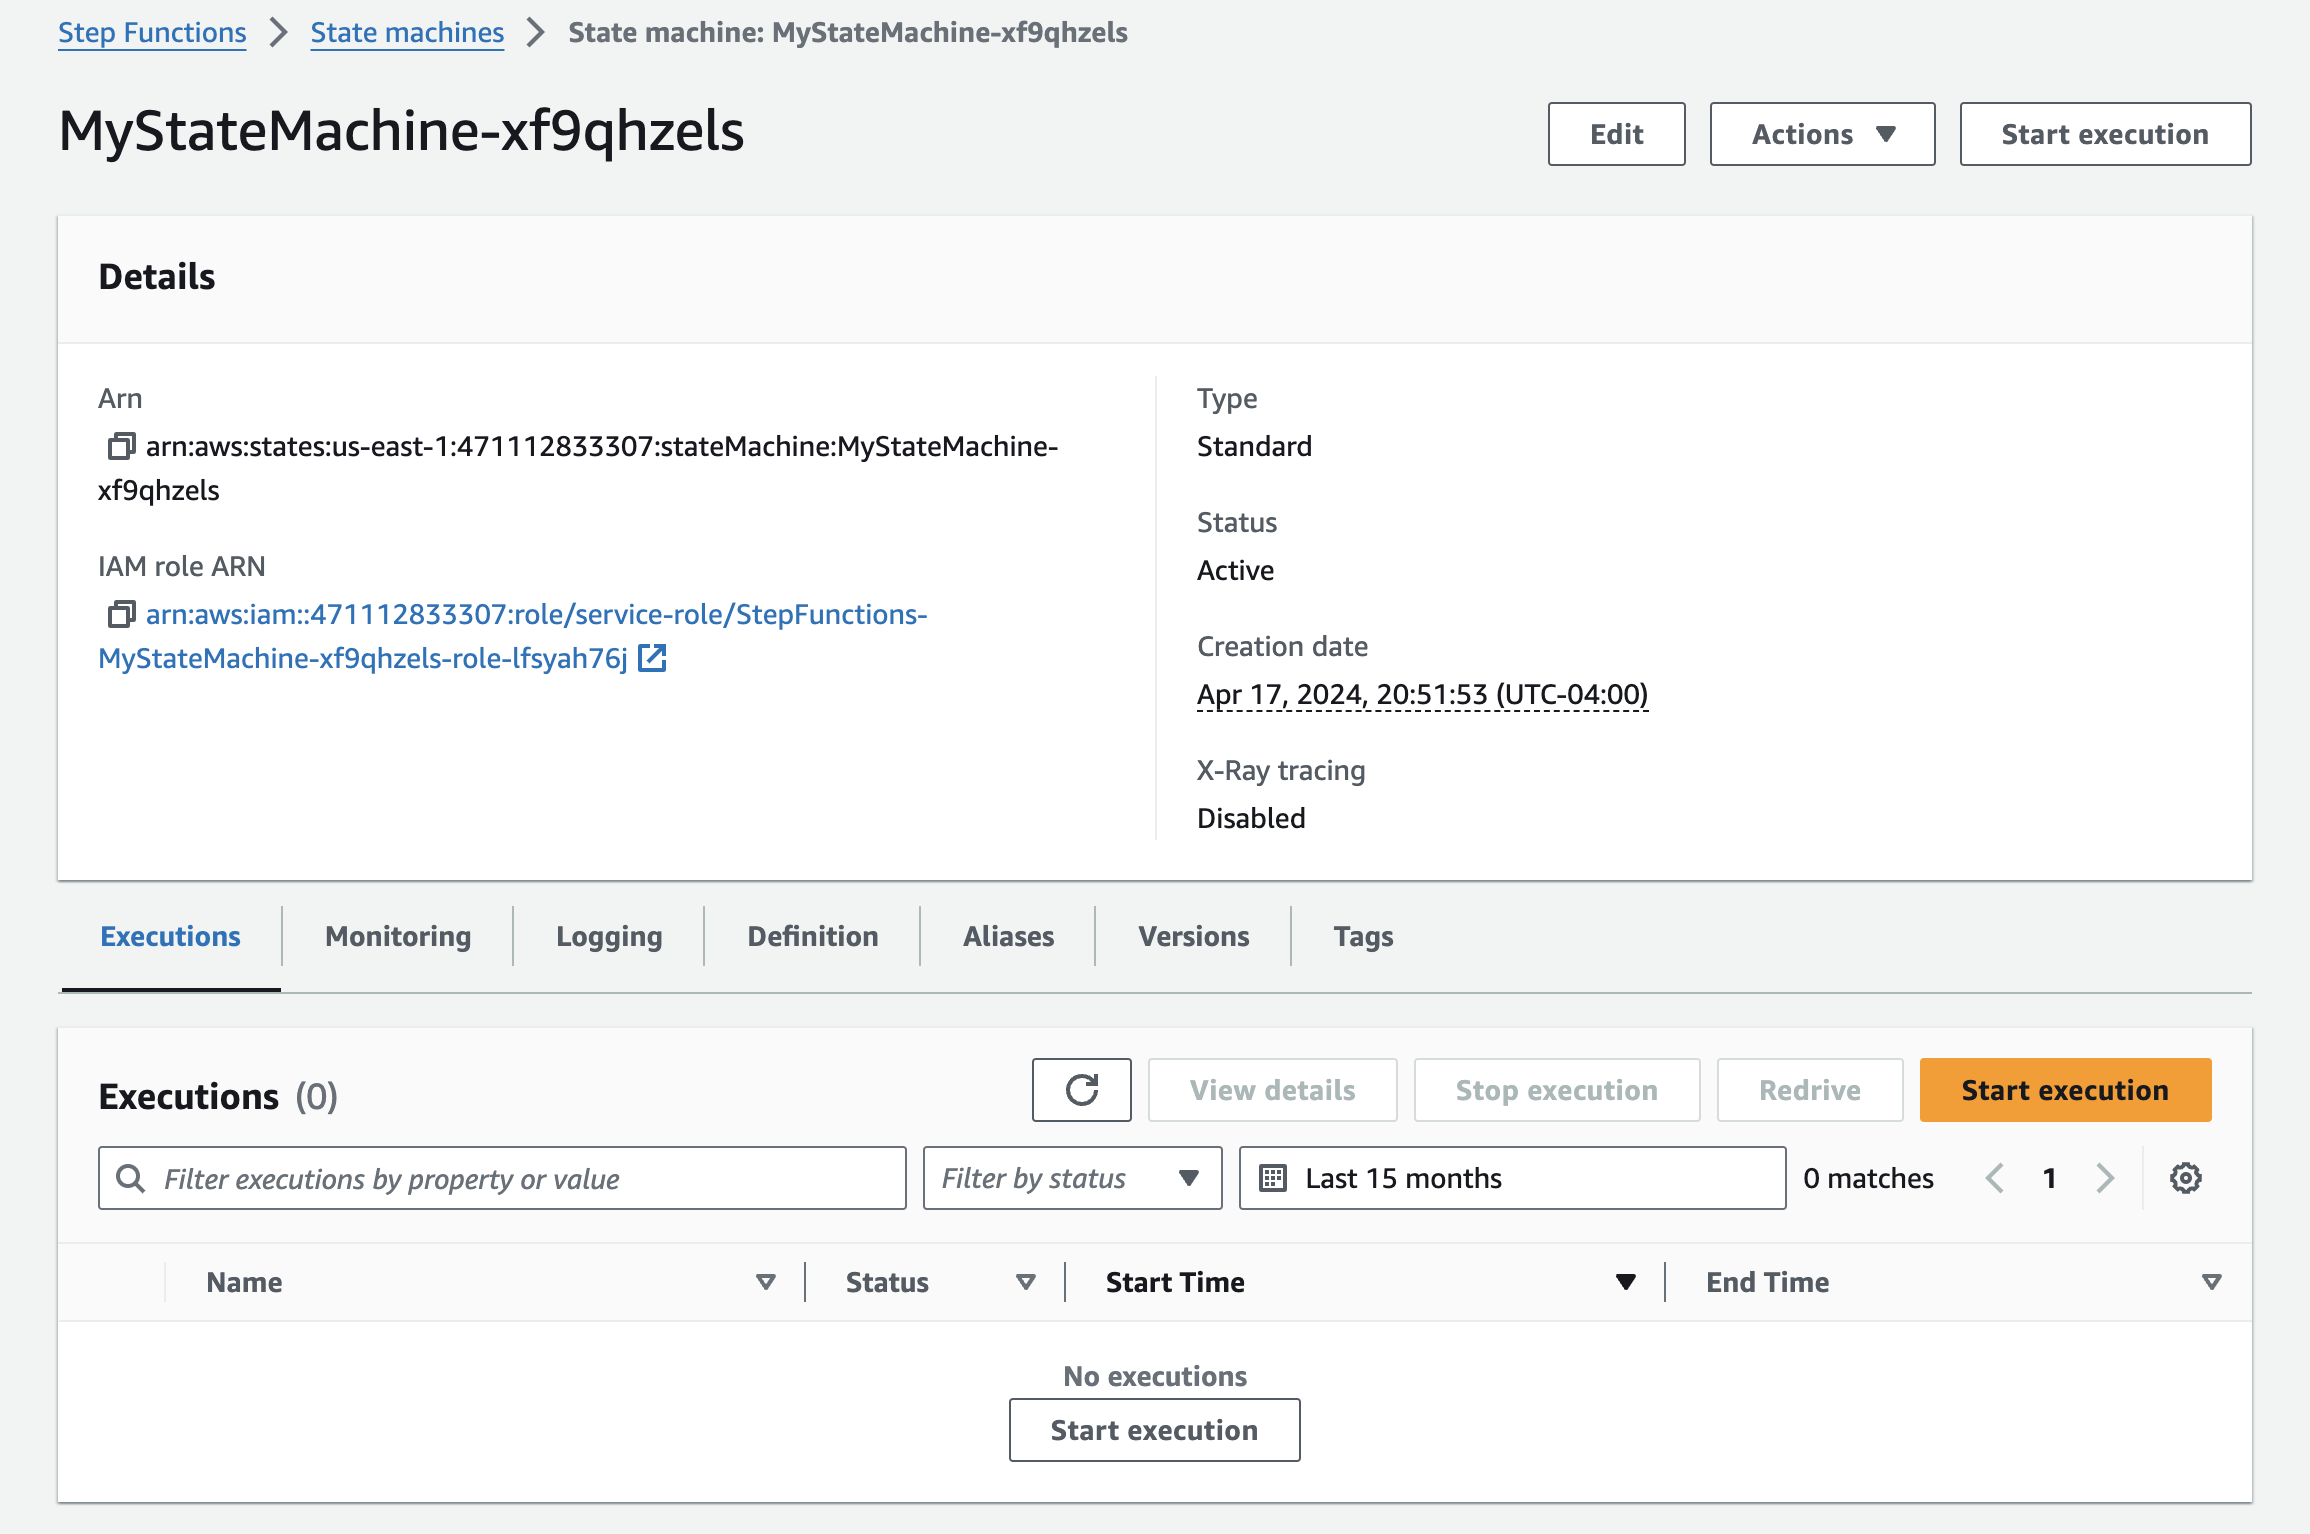 Step Functions > State machines > State machine: MyStateMachine-xf9qhzels
MyStateMachine-xf9qhzels
Edit
Actions
Start execution
Details
Arn
arn:aws:states:us-east-1:471112833307:stateMachine:MyStateMachine-
xf9qhzels
IAM role ARN
arn:aws:iam::471112833307:role/service-role/StepFunctions-
MyStateMachine-xf9qhzels-role-lfsyah76j
Type
Standard
Status
Active
Creation date
Apr 17, 2024, 20:51:53 (UTC-04:00)
X-Ray tracing
Disabled
Executions
Monitoring
Logging
Definition
Aliases
Versions
Tags
Executions (0)
View details
Stop execution
Redrive
Start execution
Filter executions by property or value
Filter by status
Last 15 months
0 matches
1
Name
Status
Start Time
End Time
No executions
Start execution